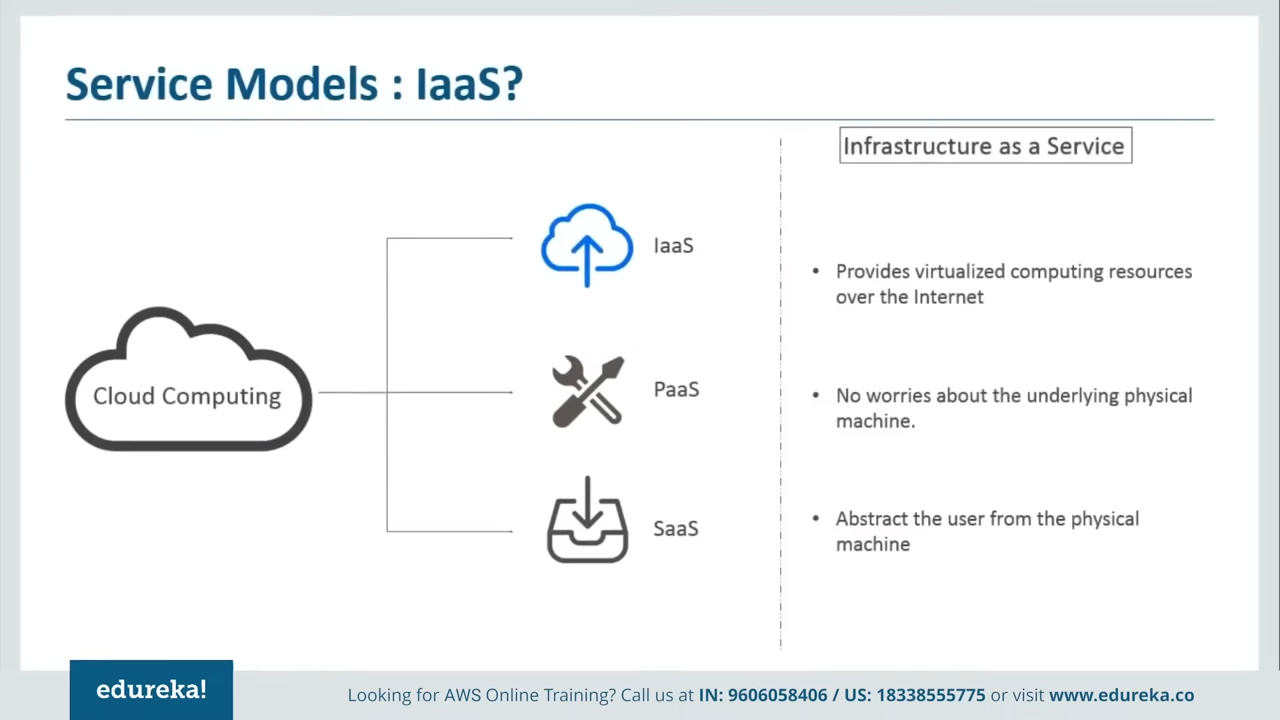 Service Models : IaaS?
Cloud Computing
IaaS
PaaS
SaaS
Infrastructure as a Service
• Provides virtualized computing resources
over the Internet
• No worries about the underlying physical
machine.
• Abstract the user from the physical
machine
edureka!
Looking for AWS Online Training? Call us at IN: 9606058406 / US: 18338555775 or visit www.edureka.co